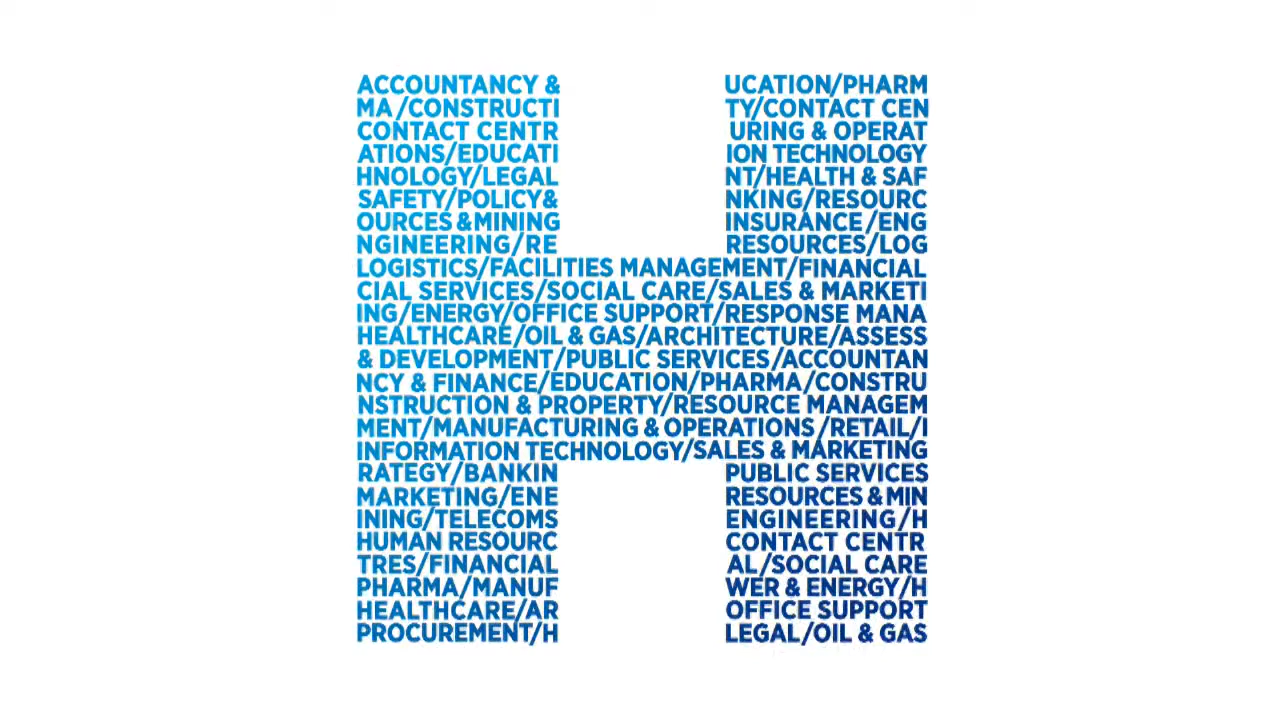 ACCOUNTANCY & UCATION/PHARM
MA/CONSTRUCTI TY/CONTACT CEN
CONTACT CENTR URING & OPERAT
ATIONS/EDUCATI ION TECHNOLOGY
HNOLOGY/LEGAL NT/HEALTH & SAF
SAFETY/POLICY& NKING/RESOURC
OURCES &MINING INSURANCE/ENG
NGINEERING/RE RESOURCES/LOG
LOGISTICS/FACILITIES MANAGEMENT/FINANCIAL
CIAL SERVICES/SOCIAL CARE/SALES & MARKETI
ING/ENERGY/OFFICE SUPPORT/RESPONSE MANA
HEALTHCARE/OIL & GAS/ARCHITECTURE/ASSESS
& DEVELOPMENT/PUBLIC SERVICES/ACCOUNTAN
NCY & FINANCE/EDUCATION/PHARMA/CONSTRU
NSTRUCTION & PROPERTY/RESOURCE MANAGEM
MENT/MANUFACTURING & OPERATIONS/RETAIL/I
INFORMATION TECHNOLOGY/SALES & MARKETING
RATEGY/BANKIN PUBLIC SERVICES
MARKETING/ENE RESOURCES & MIN
INING/TELECOMS ENGINEERING/H
HUMAN RESOURC CONTACT CENTR
TRES/FINANCIAL AL/SOCIAL CARE
PHARMA/MANUF WER & ENERGY/H
HEALTHCARE/AR OFFICE SUPPORT
PROCUREMENT/H LEGAL/OIL & GAS